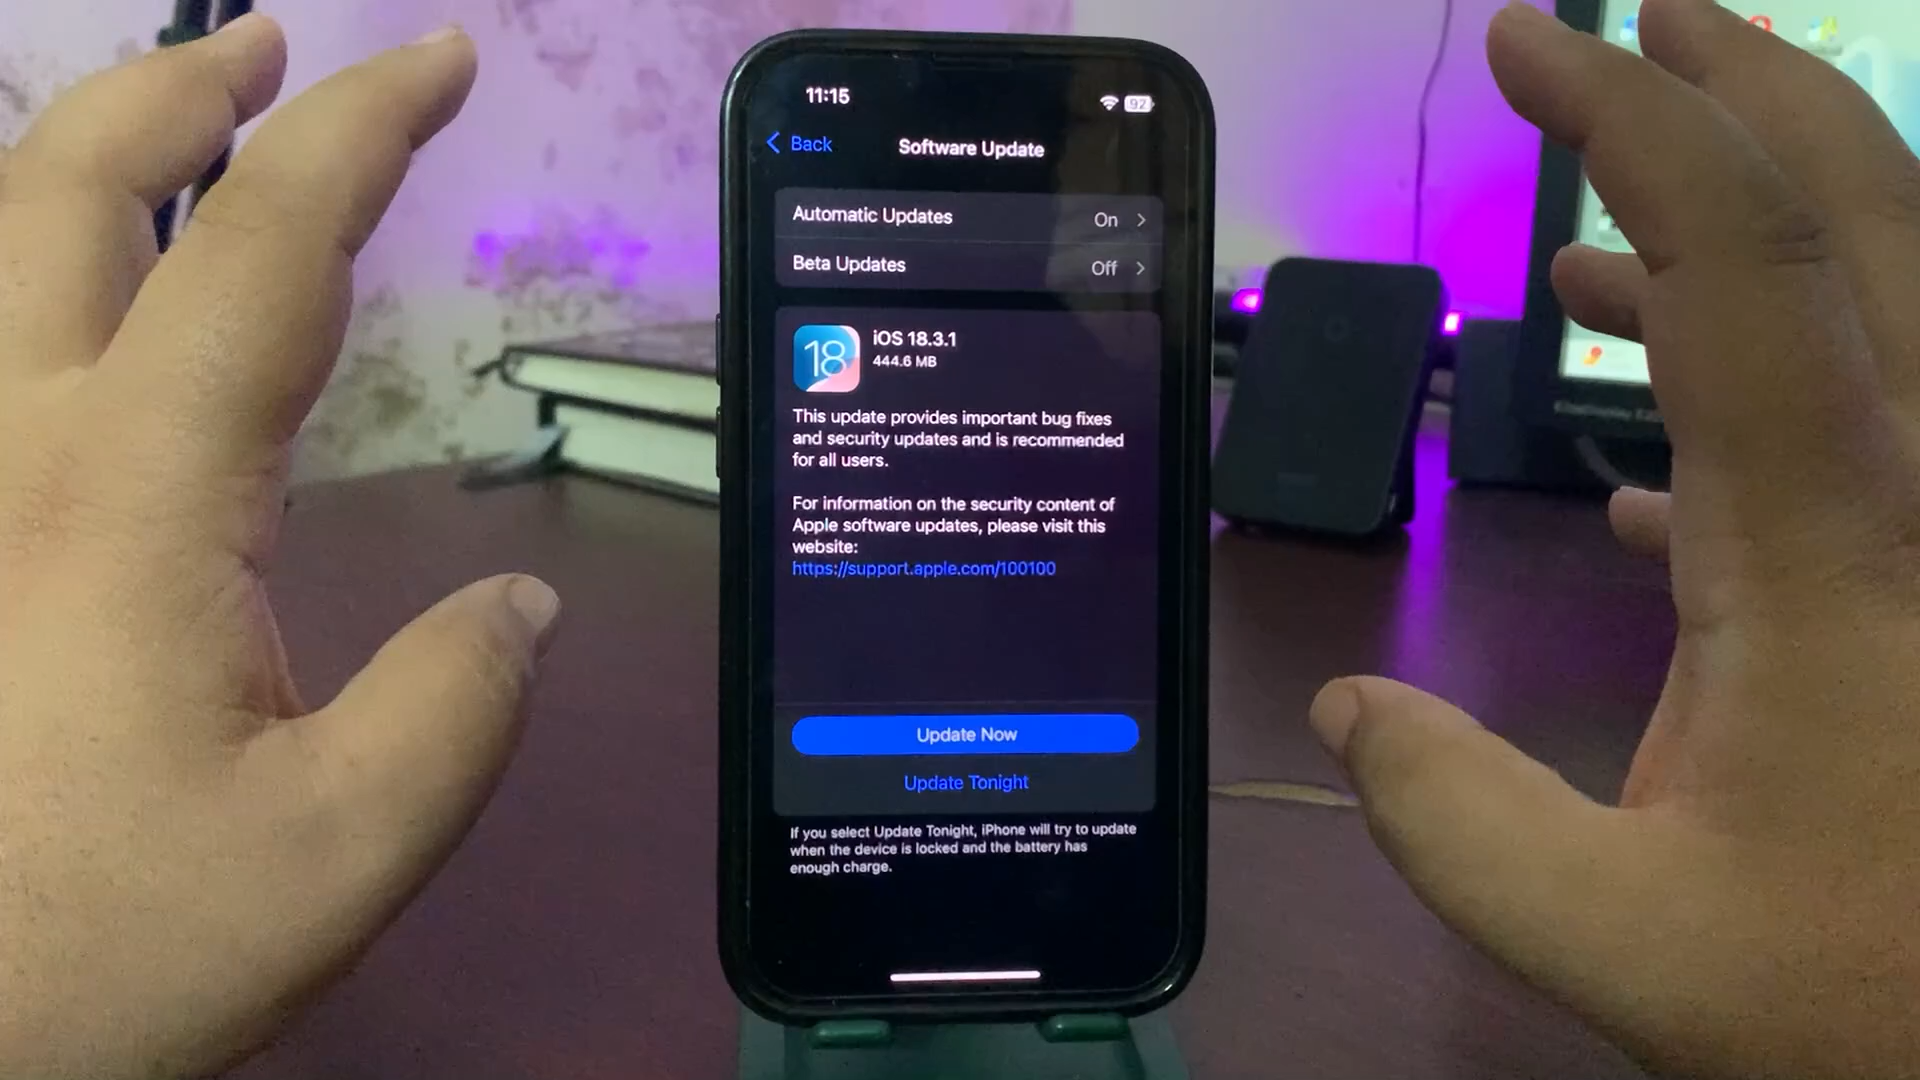 11:15
92
Back
Software Update
Automatic Updates On
Beta Updates Off
18
iOS 18.3.1
444.6 MB
This update provides important bug fixes
and security updates and is recommended
for all users.
For information on the security content of
Apple software updates, please visit this
website:
https://support.apple.com/100100
Update Now
Update Tonight
If you select Update Tonight, iPhone will try to update
when the device is locked and the battery has
enough charge.